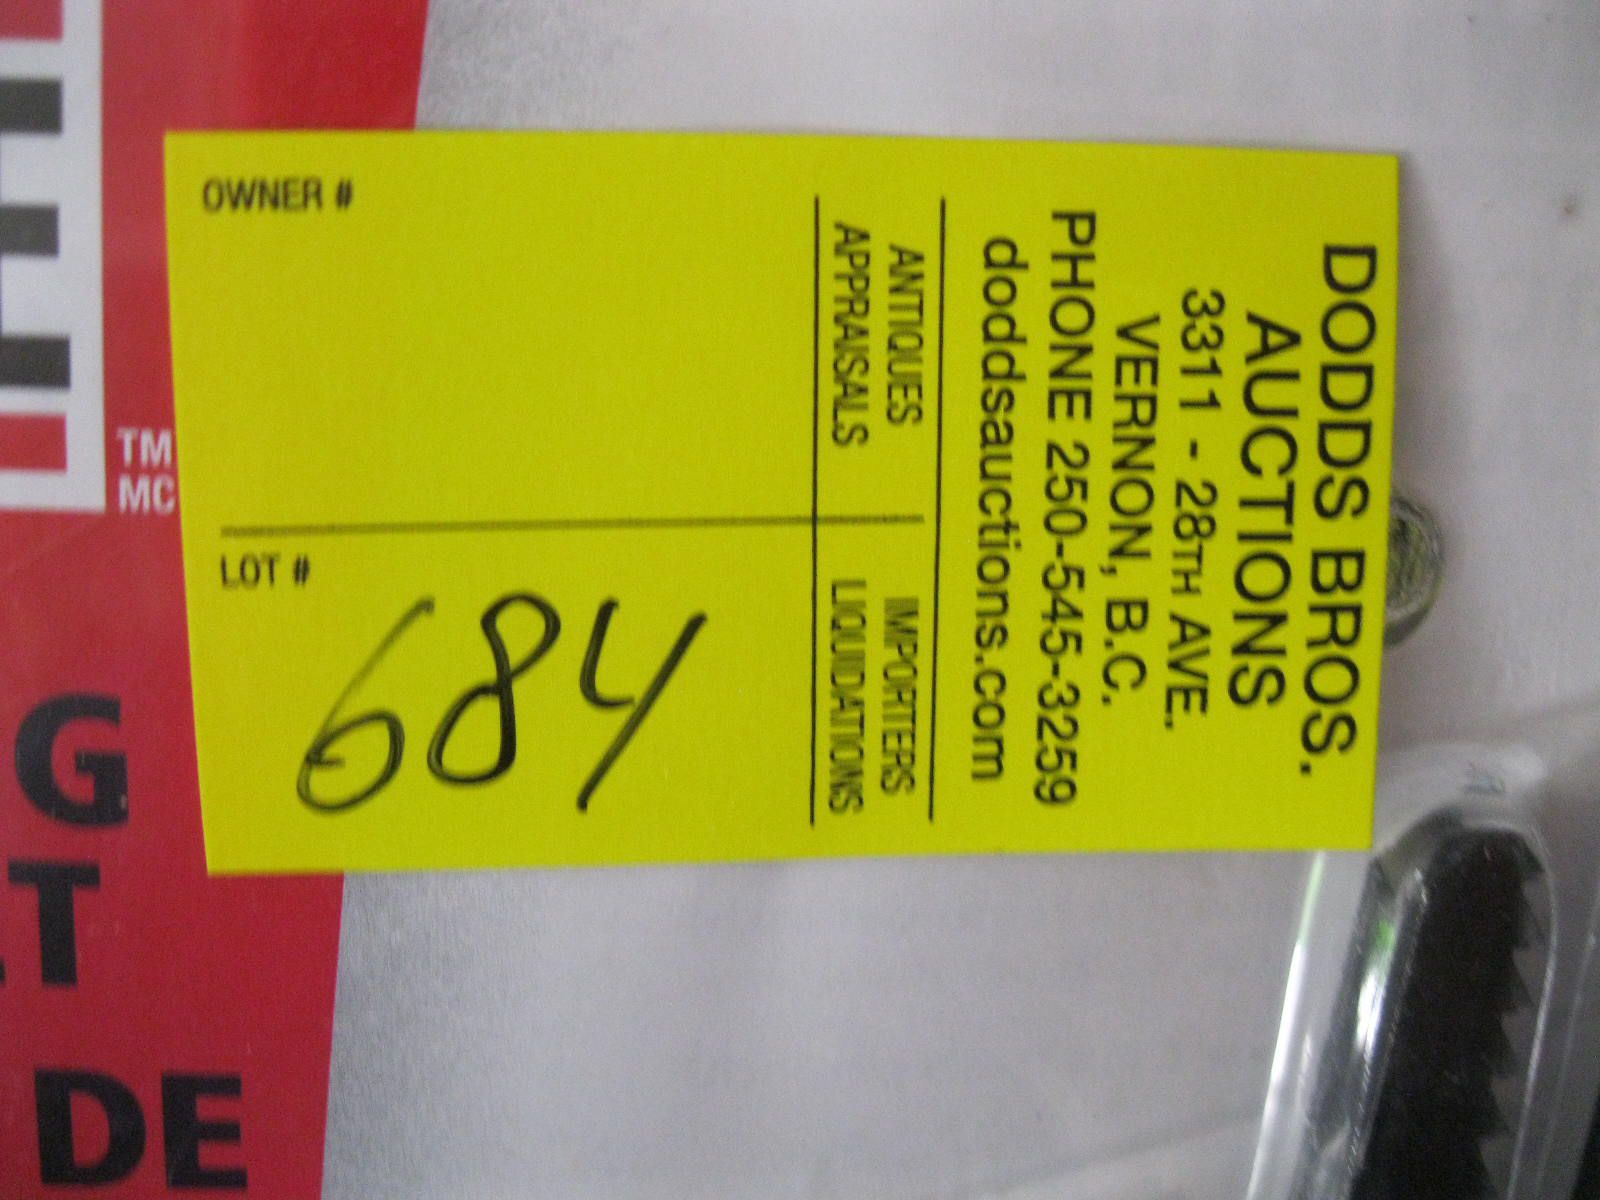 DODDS BROS.
AUCTIONS
3311 - 28TH AVE.
VERNON, B.C.
PHONE 250-545-3259
doddsauctions.com
ANTIQUES
APPRAISALS
IMPORTERS
LIQUIDATIONS
OWNER #
LOT #
684
TM
MC
G
T
DE